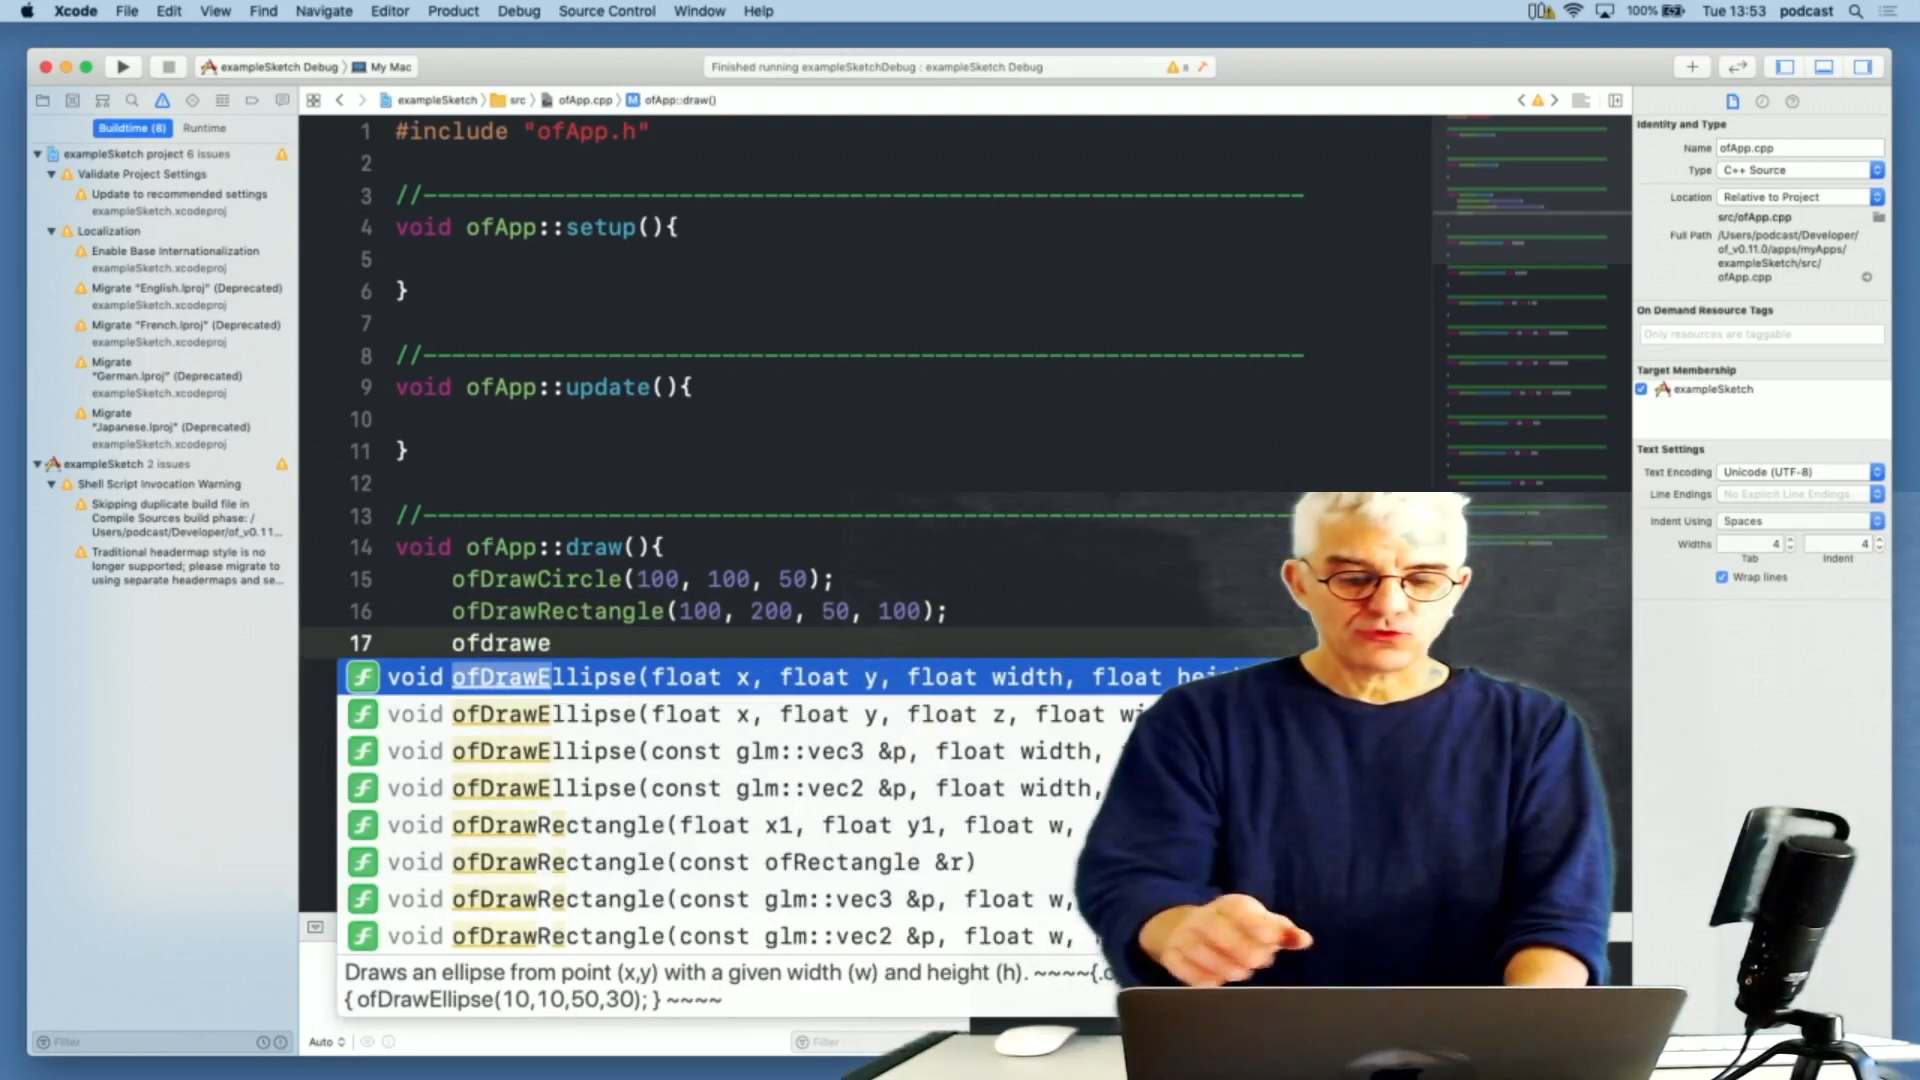 Xcode File Edit View Find Navigate Editor Product Debug Source Control Window Help 100% Tue 13:53 podcast
exampleSketch Debug My Mac Finished running exampleSketchDebug : exampleSketch Debug 8
exampleSketch src ofApp.cpp ofApp::draw()
Buildtime (8) Runtime
exampleSketch project 6 issues
Validate Project Settings
Update to recommended settings
exampleSketch.xcodeproj
Localization
Enable Base Internationalization
exampleSketch.xcodeproj
Migrate "English.lproj" (Deprecated)
exampleSketch.xcodeproj
Migrate "French.lproj" (Deprecated)
exampleSketch.xcodeproj
Migrate
"German.lproj" (Deprecated)
exampleSketch.xcodeproj
Migrate
"Japanese.lproj" (Deprecated)
exampleSketch.xcodeproj
exampleSketch 2 issues
Shell Script Invocation Warning
Skipping duplicate build file in
Compile Sources build phase: /
Users/podcast/Developer/of_v0.11...
Traditional headermap style is no
longer supported; please migrate to
using separate headermaps and se...
Filter
1 #include "ofApp.h"
2
3 //--------------------------------------------------------------
4 void ofApp::setup(){
5
6 }
7
8 //--------------------------------------------------------------
9 void ofApp::update(){
10
11 }
12
13 //--------------------------------------------------------------
14 void ofApp::draw(){
15 ofDrawCircle(100, 100, 50);
16 ofDrawRectangle(100, 200, 50, 100);
17 ofdrawe
f void ofDrawEllipse(float x, float y, float width, float
f void ofDrawEllipse(float x, float y, float z, float
f void ofDrawEllipse(const glm::vec3 &p, float width,
f void ofDrawEllipse(const glm::vec2 &p, float width,
f void ofDrawRectangle(float x1, float y1, float w,
f void ofDrawRectangle(const ofRectangle &r)
f void ofDrawRectangle(const glm::vec3 &p, float w,
f void ofDrawRectangle(const glm::vec2 &p, float w,
Draws an ellipse from point (x,y) with a given width (w) and height (h). ~~~~{.
{ ofDrawEllipse(10,10,50,30); } ~~~~
Auto Filter
Identity and Type
Name ofApp.cpp
Type C++ Source
Location Relative to Project
src/ofApp.cpp
Full Path /Users/podcast/Developer/
of_v0.11.0/apps/myApps/
exampleSketch/src/
ofApp.cpp
On Demand Resource Tags
Only resources are taggable
Target Membership
exampleSketch
Text Settings
Text Encoding Unicode (UTF-8)
Line Endings No Explicit Line Endings
Indent Using Spaces
Widths 4 4
Tab Indent
Wrap lines